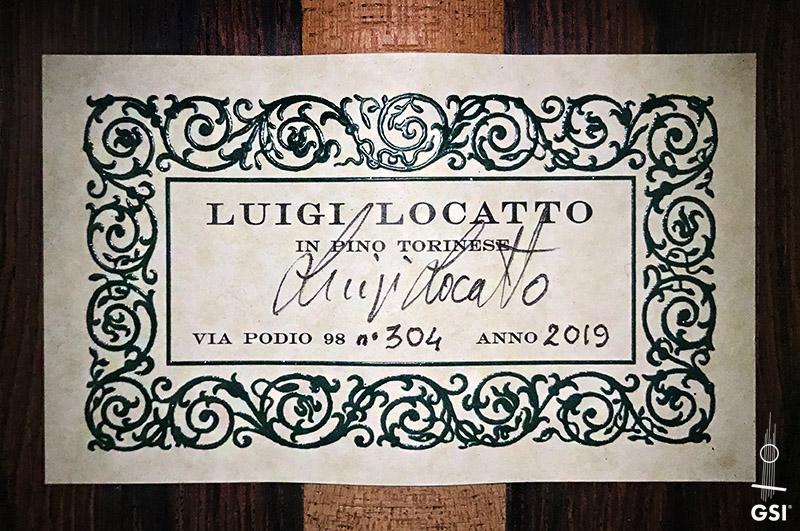 LUIGI LOCATTO
IN PINO TORINESE
Luigi Locatto
VIA PODIO 98 n° 304 ANNO 2019
GSI